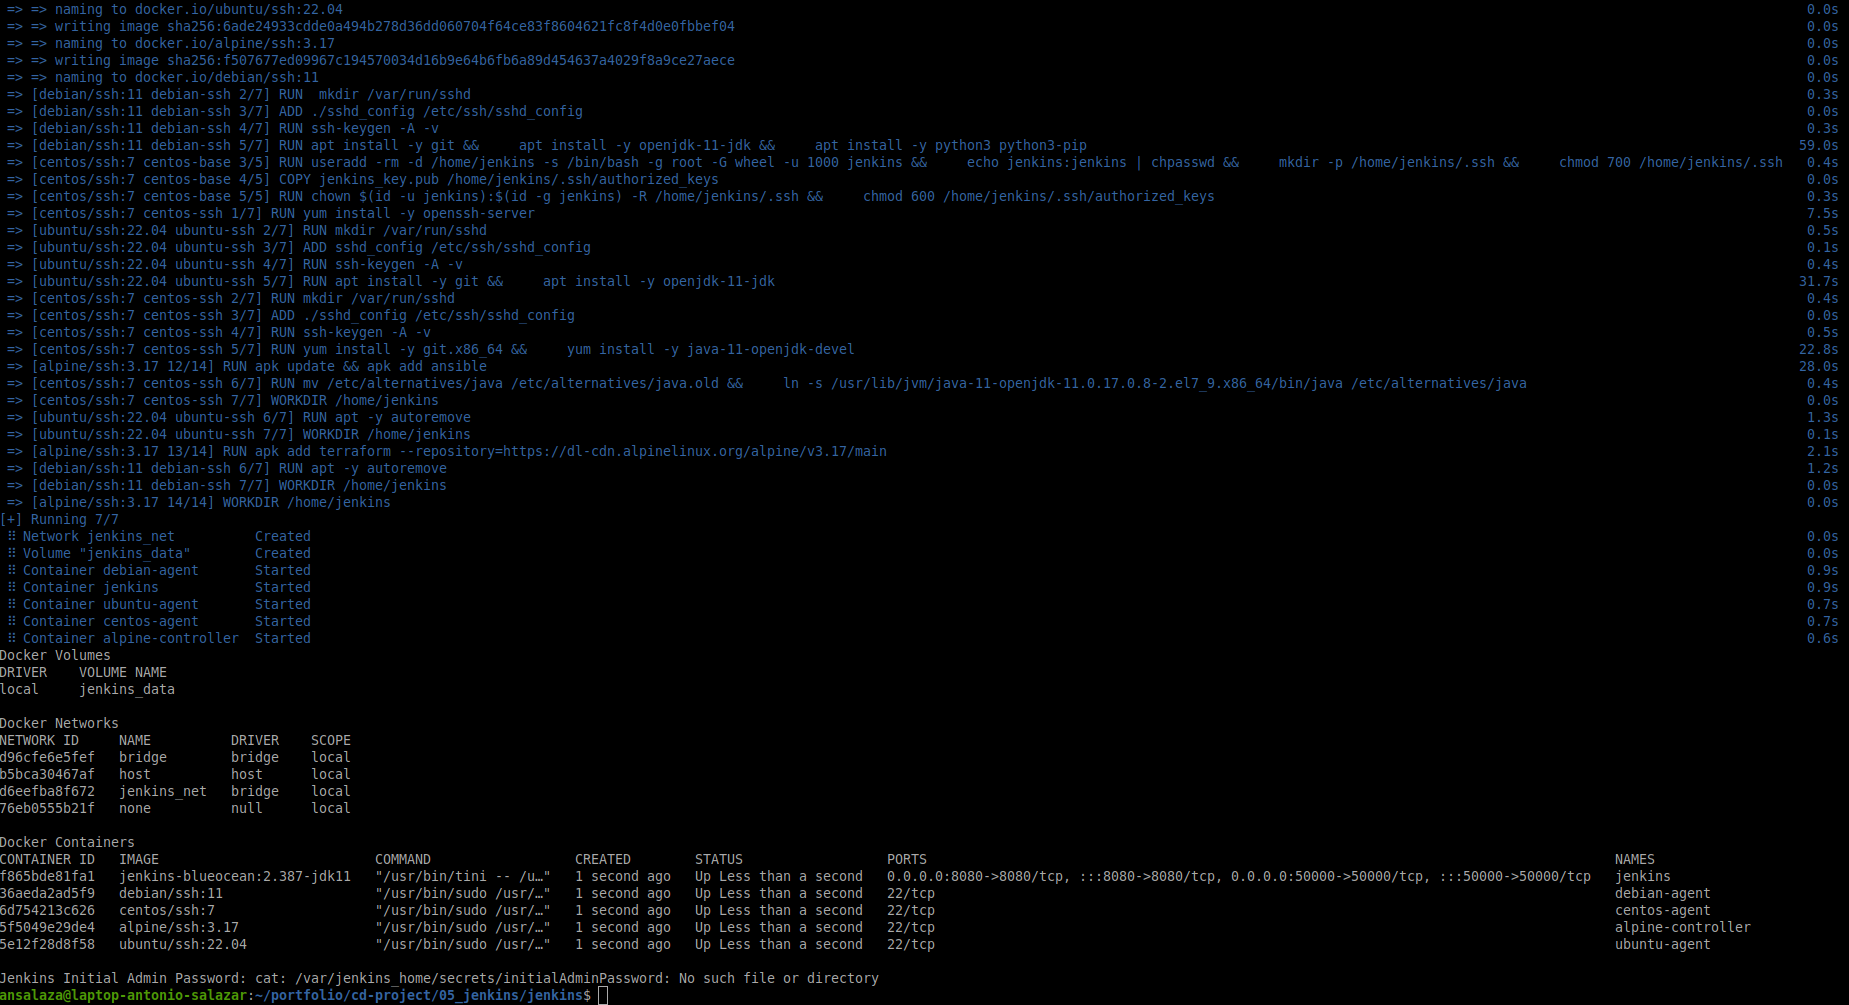 => => naming to docker.io/ubuntu/ssh:22.04 0.0s
=> => writing image sha256:6ade24933cdde0a494b278d36dd060704f64ce83f8604621fc8f4d0e0fbbef04 0.0s
=> => naming to docker.io/alpine/ssh:3.17 0.0s
=> => writing image sha256:f507677ed09967c194570034d16b9e64b6fb6a89d454637a4029f8a9ce27aece 0.0s
=> => naming to docker.io/debian/ssh:11 0.0s
=> [debian/ssh:11 debian-ssh 2/7] RUN  mkdir /var/run/sshd 0.3s
=> [debian/ssh:11 debian-ssh 3/7] ADD ./sshd_config /etc/ssh/sshd_config 0.0s
=> [debian/ssh:11 debian-ssh 4/7] RUN ssh-keygen -A -v 0.3s
=> [debian/ssh:11 debian-ssh 5/7] RUN apt install -y git &&     apt install -y openjdk-11-jdk &&     apt install -y python3 python3-pip 59.0s
=> [centos/ssh:7 centos-base 3/5] RUN useradd -rm -d /home/jenkins -s /bin/bash -g root -G wheel -u 1000 jenkins &&     echo jenkins:jenkins | chpasswd &&     mkdir -p /home/jenkins/.ssh &&     chmod 700 /home/jenkins/.ssh 0.4s
=> [centos/ssh:7 centos-base 4/5] COPY jenkins_key.pub /home/jenkins/.ssh/authorized_keys 0.0s
=> [centos/ssh:7 centos-base 5/5] RUN chown $(id -u jenkins):$(id -g jenkins) -R /home/jenkins/.ssh &&     chmod 600 /home/jenkins/.ssh/authorized_keys 0.3s
=> [centos/ssh:7 centos-ssh 1/7] RUN yum install -y openssh-server 7.5s
=> [ubuntu/ssh:22.04 ubuntu-ssh 2/7] RUN mkdir /var/run/sshd 0.5s
=> [ubuntu/ssh:22.04 ubuntu-ssh 3/7] ADD sshd_config /etc/ssh/sshd_config 0.1s
=> [ubuntu/ssh:22.04 ubuntu-ssh 4/7] RUN ssh-keygen -A -v 0.4s
=> [ubuntu/ssh:22.04 ubuntu-ssh 5/7] RUN apt install -y git &&     apt install -y openjdk-11-jdk 31.7s
=> [centos/ssh:7 centos-ssh 2/7] RUN mkdir /var/run/sshd 0.4s
=> [centos/ssh:7 centos-ssh 3/7] ADD ./sshd_config /etc/ssh/sshd_config 0.0s
=> [centos/ssh:7 centos-ssh 4/7] RUN ssh-keygen -A -v 0.5s
=> [centos/ssh:7 centos-ssh 5/7] RUN yum install -y git.x86_64 &&     yum install -y java-11-openjdk-devel 22.8s
=> [alpine/ssh:3.17 12/14] RUN apk update && apk add ansible 28.0s
=> [centos/ssh:7 centos-ssh 6/7] RUN mv /etc/alternatives/java /etc/alternatives/java.old &&     ln -s /usr/lib/jvm/java-11-openjdk-11.0.17.0.8-2.el7_9.x86_64/bin/java /etc/alternatives/java 0.4s
=> [centos/ssh:7 centos-ssh 7/7] WORKDIR /home/jenkins 0.0s
=> [ubuntu/ssh:22.04 ubuntu-ssh 6/7] RUN apt -y autoremove 1.3s
=> [ubuntu/ssh:22.04 ubuntu-ssh 7/7] WORKDIR /home/jenkins 0.1s
=> [alpine/ssh:3.17 13/14] RUN apk add terraform --repository=https://dl-cdn.alpinelinux.org/alpine/v3.17/main 2.1s
=> [debian/ssh:11 debian-ssh 6/7] RUN apt -y autoremove 1.2s
=> [debian/ssh:11 debian-ssh 7/7] WORKDIR /home/jenkins 0.0s
=> [alpine/ssh:3.17 14/14] WORKDIR /home/jenkins 0.0s
[+] Running 7/7
⠿ Network jenkins_net Created 0.0s
⠿ Volume "jenkins_data" Created 0.0s
⠿ Container debian-agent Started 0.9s
⠿ Container jenkins Started 0.9s
⠿ Container ubuntu-agent Started 0.7s
⠿ Container centos-agent Started 0.7s
⠿ Container alpine-controller Started 0.6s
Docker Volumes
DRIVER VOLUME NAME
local jenkins_data
Docker Networks
NETWORK ID NAME DRIVER SCOPE
d96cfe6e5fef bridge bridge local
b5bca30467af host host local
d6eefba8f672 jenkins_net bridge local
76eb0555b21f none null local
Docker Containers
CONTAINER ID IMAGE COMMAND CREATED STATUS PORTS NAMES
f865bde81fa1 jenkins-blueocean:2.387-jdk11 "/usr/bin/tini -- /u…" 1 second ago Up Less than a second 0.0.0.0:8080->8080/tcp, :::8080->8080/tcp, 0.0.0.0:50000->50000/tcp, :::50000->50000/tcp jenkins
36aeda2ad5f9 debian/ssh:11 "/usr/bin/sudo /usr/…" 1 second ago Up Less than a second 22/tcp debian-agent
6d754213c626 centos/ssh:7 "/usr/bin/sudo /usr/…" 1 second ago Up Less than a second 22/tcp centos-agent
5f5049e29de4 alpine/ssh:3.17 "/usr/bin/sudo /usr/…" 1 second ago Up Less than a second 22/tcp alpine-controller
5e12f28d8f58 ubuntu/ssh:22.04 "/usr/bin/sudo /usr/…" 1 second ago Up Less than a second 22/tcp ubuntu-agent
Jenkins Initial Admin Password: cat: /var/jenkins_home/secrets/initialAdminPassword: No such file or directory
ansalaza@laptop-antonio-salazar:~/portfolio/cd-project/05_jenkins/jenkins$